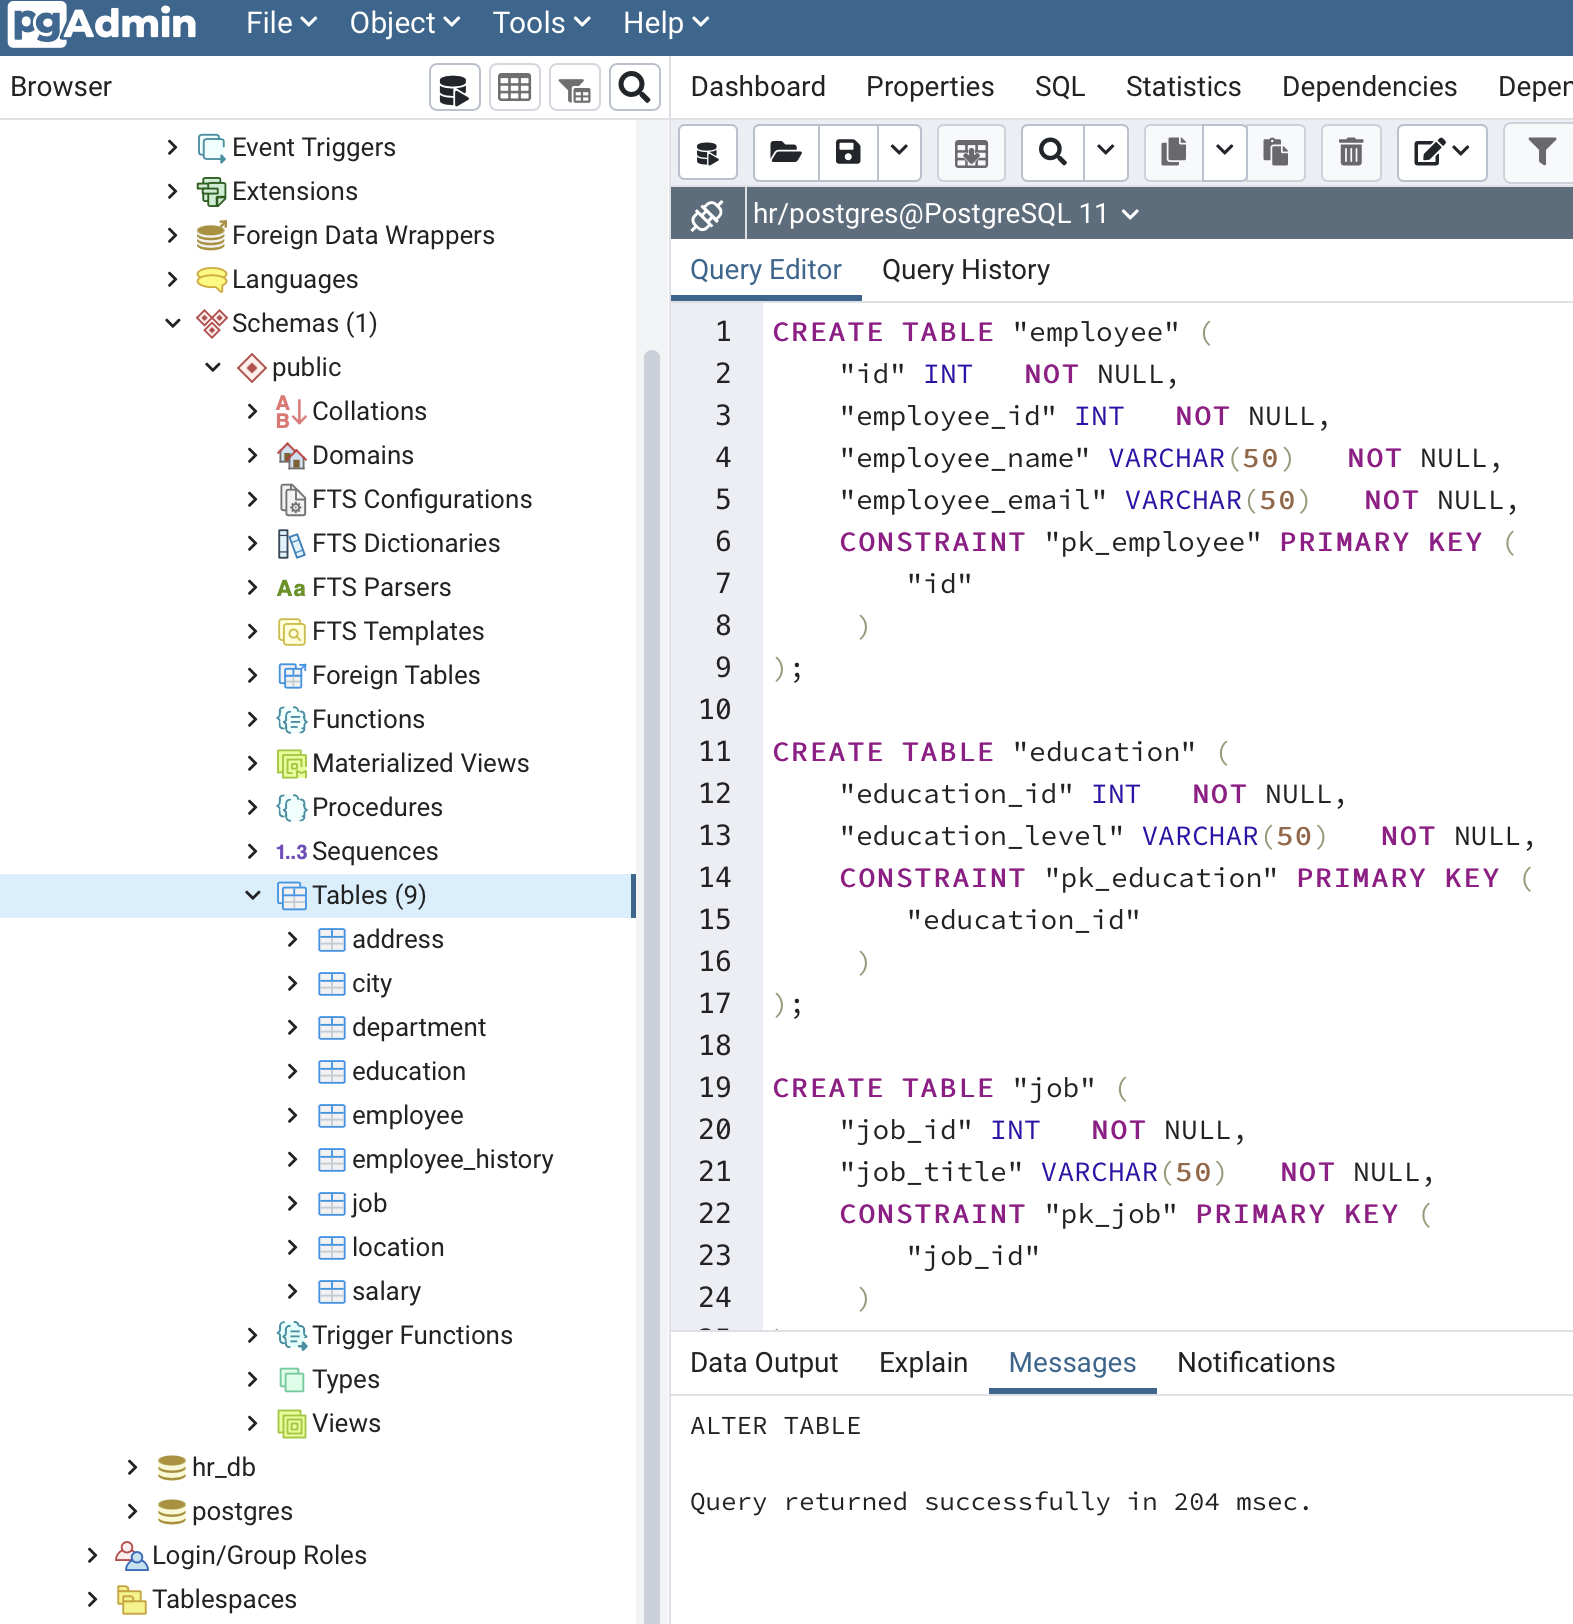 pgAdmin File Object Tools Help
Browser
Dashboard Properties SQL Statistics Dependencies Depen
Event Triggers
Extensions
Foreign Data Wrappers
Languages
Schemas (1)
public
Collations
Domains
FTS Configurations
FTS Dictionaries
Aa FTS Parsers
FTS Templates
Foreign Tables
Functions
Materialized Views
Procedures
1..3 Sequences
Tables (9)
address
city
department
education
employee
employee_history
job
location
salary
Trigger Functions
Types
Views
hr_db
postgres
Login/Group Roles
Tablespaces
hr/postgres@PostgreSQL 11
Query Editor Query History
1 CREATE TABLE "employee" (
2 "id" INT NOT NULL,
3 "employee_id" INT NOT NULL,
4 "employee_name" VARCHAR(50) NOT NULL,
5 "employee_email" VARCHAR(50) NOT NULL,
6 CONSTRAINT "pk_employee" PRIMARY KEY (
7 "id"
8 )
9 );
10
11 CREATE TABLE "education" (
12 "education_id" INT NOT NULL,
13 "education_level" VARCHAR(50) NOT NULL,
14 CONSTRAINT "pk_education" PRIMARY KEY (
15 "education_id"
16 )
17 );
18
19 CREATE TABLE "job" (
20 "job_id" INT NOT NULL,
21 "job_title" VARCHAR(50) NOT NULL,
22 CONSTRAINT "pk_job" PRIMARY KEY (
23 "job_id"
24 )
Data Output Explain Messages Notifications
ALTER TABLE
Query returned successfully in 204 msec.